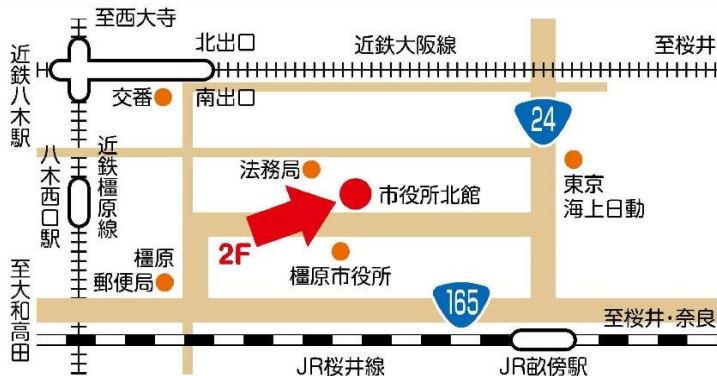 至西大寺
北出口
近鉄大阪線
至桜井
近鉄八木駅
交番
南出口
24
法務局
東京
海上日動
市役所北館
八木西口駅
近鉄橿原線
2F
橿原市役所
橿原
郵便局
165
至大和高田
至桜井・奈良
JR桜井線
JR畝傍駅